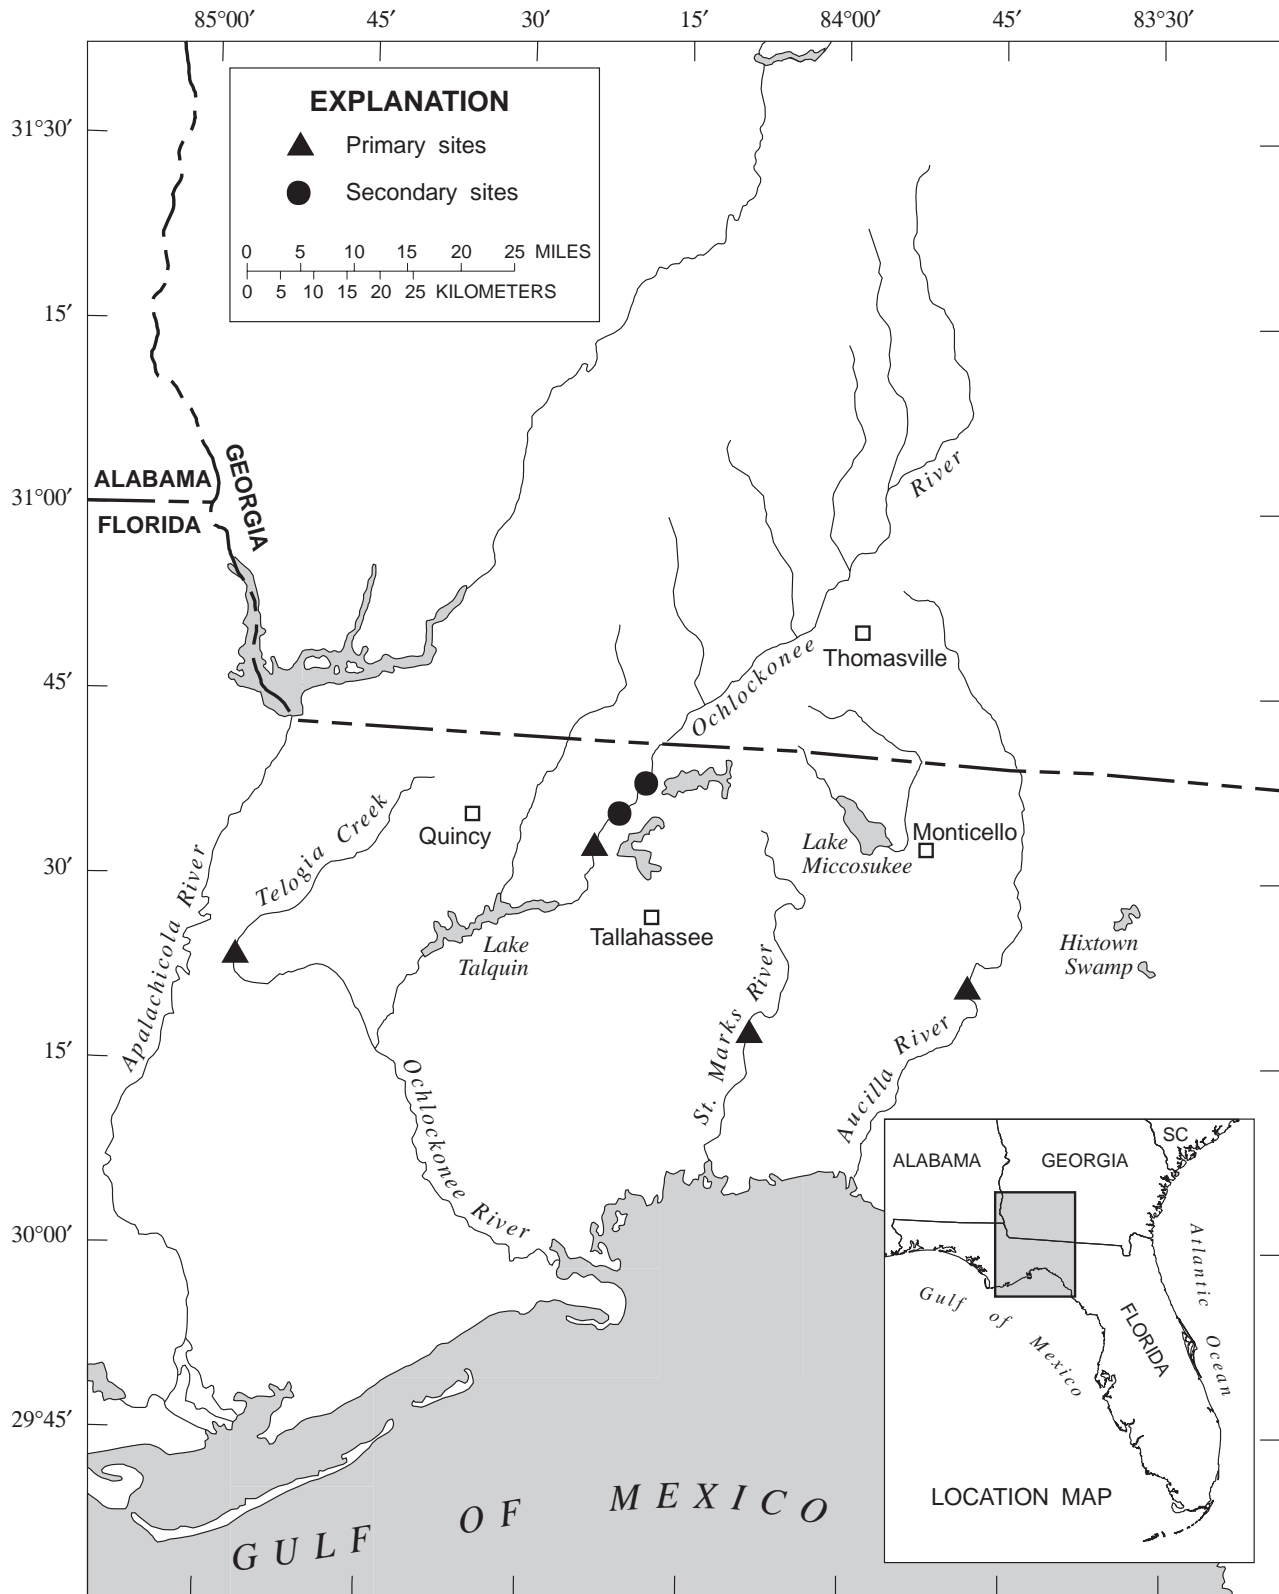 85°00′ 45′ 30′ 15′ 84°00′ 45′ 83°30′
31°30′
15′
31°00′
45′
30′
15′
30°00′
29°45′
EXPLANATION
Primary sites
Secondary sites
0 5 10 15 20 25 MILES
0 5 10 15 20 25 KILOMETERS
ALABAMA
FLORIDA
GEORGIA
River
Ochlockonee
Thomasville
Telogia Creek
Quincy
Lake
Miccosukee
Monticello
Apalachicola River
Tallahassee
Lake
Talquin
Hixtown
Swamp
St. Marks River
Aucilla River
Ochlockonee River
GULF OF MEXICO
SC
ALABAMA
GEORGIA
Atlantic Ocean
Gulf of Mexico
FLORIDA
LOCATION MAP